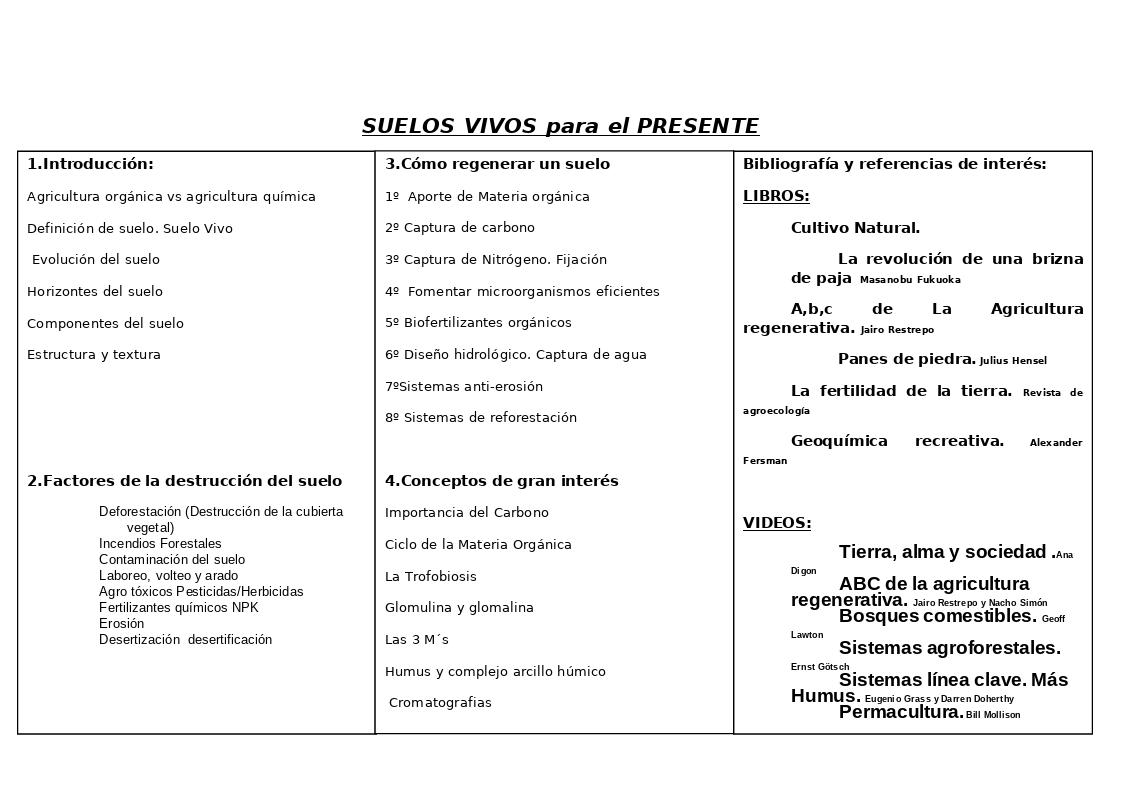 SUELOS VIVOS para el PRESENTE
1.Introducción:
Agricultura orgánica vs agricultura química
Definición de suelo. Suelo Vivo
Evolución del suelo
Horizontes del suelo
Componentes del suelo
Estructura y textura
2.Factores de la destrucción del suelo
Deforestación (Destrucción de la cubierta
vegetal)
Incendios Forestales
Contaminación del suelo
Laboreo, volteo y arado
Agro tóxicos Pesticidas/Herbicidas
Fertilizantes químicos NPK
Erosión
Desertización desertificación
3.Cómo regenerar un suelo
1º Aporte de Materia orgánica
2º Captura de carbono
3º Captura de Nitrógeno. Fijación
4º Fomentar microorganismos eficientes
5º Biofertilizantes orgánicos
6º Diseño hidrológico. Captura de agua
7ºSistemas anti-erosión
8º Sistemas de reforestación
4.Conceptos de gran interés
Importancia del Carbono
Ciclo de la Materia Orgánica
La Trofobiosis
Glomulina y glomalina
Las 3 M´s
Humus y complejo arcillo húmico
Cromatografias
Bibliografía y referencias de interés:
LIBROS:
Cultivo Natural.
La revolución de una brizna
de paja Masanobu Fukuoka
A,b,c de La Agricultura
regenerativa. Jairo Restrepo
Panes de piedra. Julius Hensel
La fertilidad de la tierra. Revista de
agroecología
Geoquímica recreativa. Alexander
Fersman
VIDEOS:
Tierra, alma y sociedad .Ana
Digon
ABC de la agricultura
regenerativa. Jairo Restrepo y Nacho Simón
Bosques comestibles. Geoff
Lawton
Sistemas agroforestales.
Ernst Götsch
Sistemas línea clave. Más
Humus. Eugenio Grass y Darren Doherthy
Permacultura. Bill Mollison